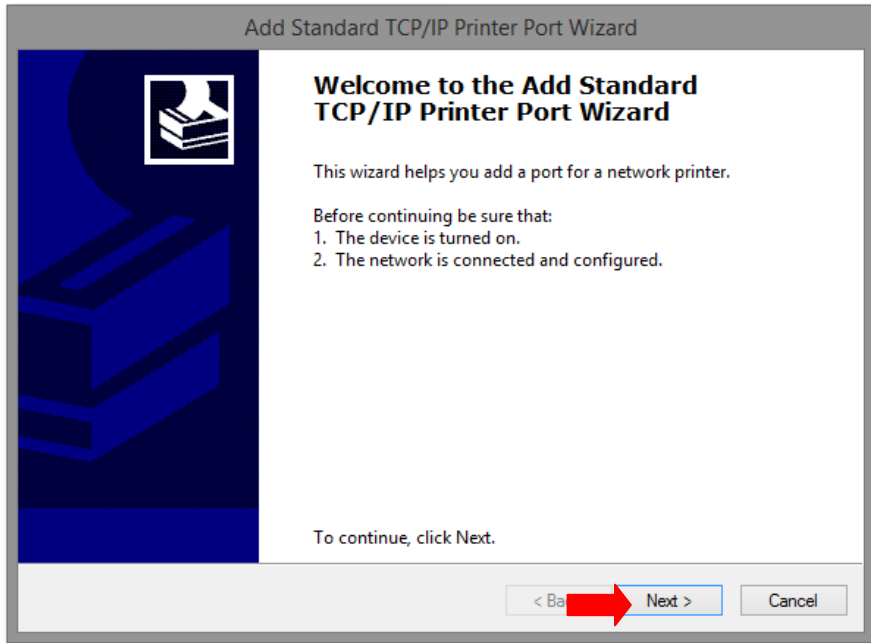 Add Standard TCP/IP Printer Port Wizard
Welcome to the Add Standard
TCP/IP Printer Port Wizard
This wizard helps you add a port for a network printer.
Before continuing be sure that:
1. The device is turned on.
2. The network is connected and configured.
To continue, click Next.
< Ba
Next >
Cancel